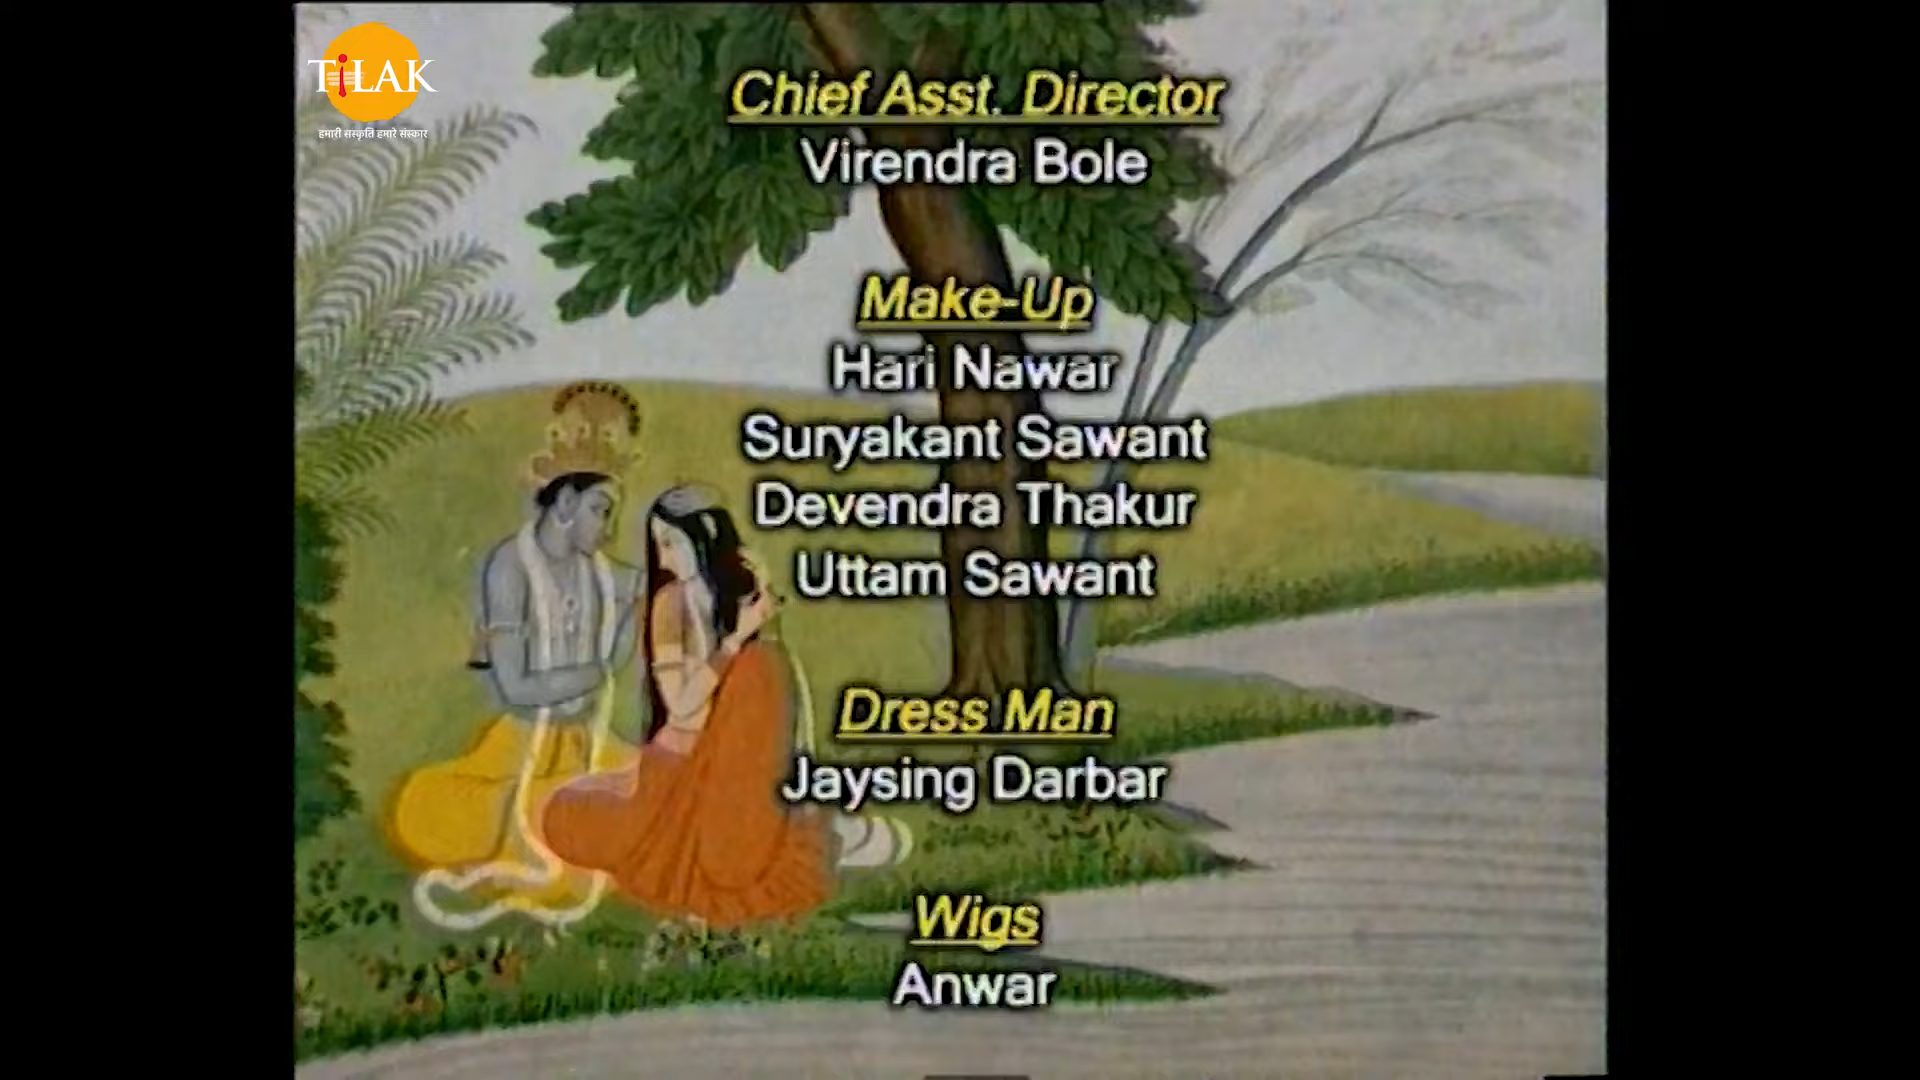 TiLAK
हमारी संस्कृति हमारे संस्कार
Chief Asst. Director
Virendra Bole
Make-Up
Hari Nawar
Suryakant Sawant
Devendra Thakur
Uttam Sawant
Dress Man
Jaysing Darbar
Wigs
Anwar